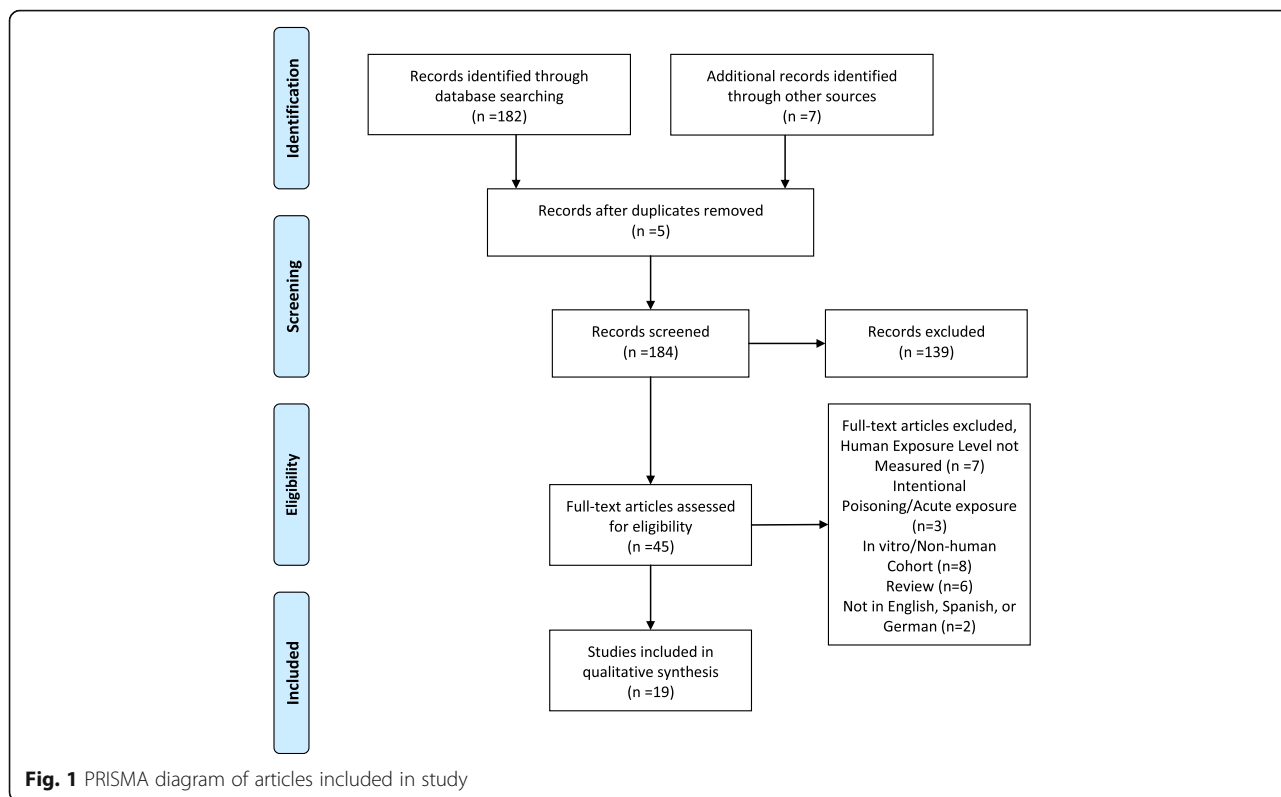 Identification
Records identified through
database searching
(n =182)
Additional records identified
through other sources
(n =7)
Records after duplicates removed
(n =5)
Screening
Records screened
(n =184)
Records excluded
(n =139)
Eligibility
Full-text articles assessed
for eligibility
(n =45)
Full-text articles excluded,
Human Exposure Level not
Measured (n =7)
Intentional
Poisoning/Acute exposure
(n=3)
In vitro/Non-human
Cohort (n=8)
Review (n=6)
Not in English, Spanish, or
German (n=2)
Included
Studies included in
qualitative synthesis
(n =19)
Fig. 1 PRISMA diagram of articles included in study